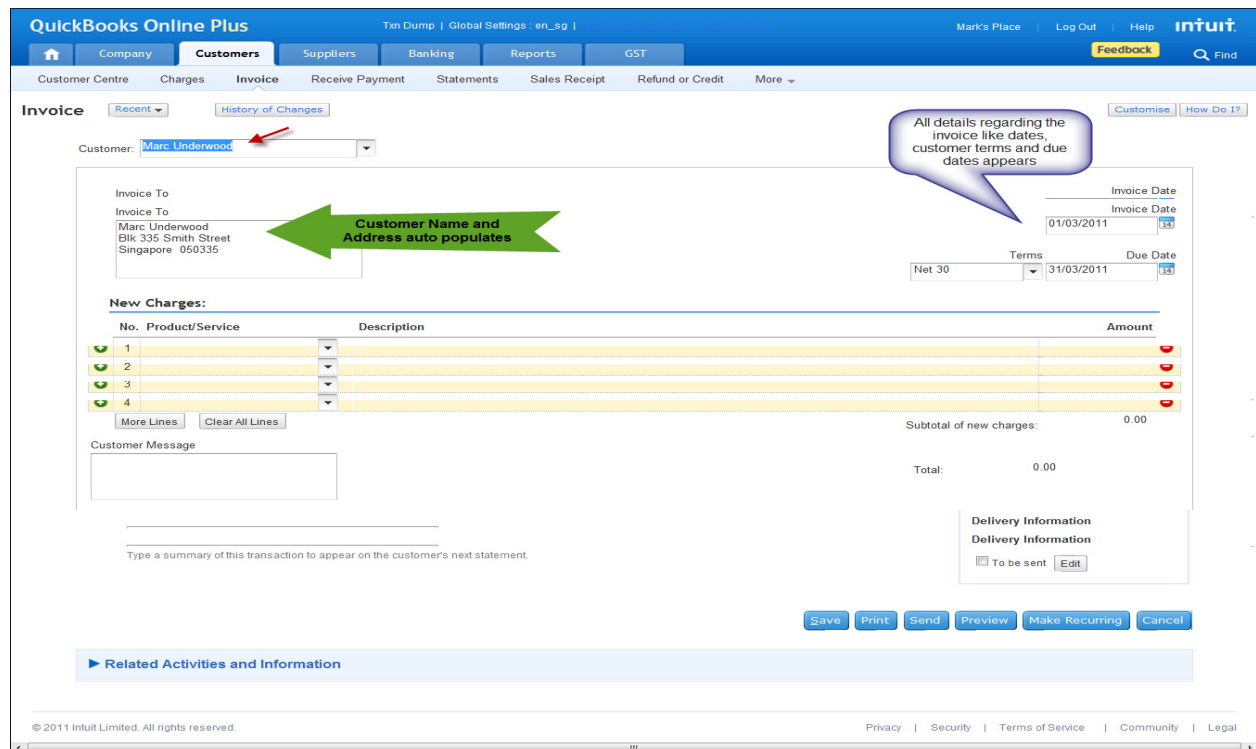 QuickBooks Online Plus
Txn Dump | Global Settings : en_sg |
Mark's Place | Log Out | Help
intuit.
Company Customers Suppliers Banking Reports GST
Feedback
Find
Customer Centre Charges Invoice Receive Payment Statements Sales Receipt Refund or Credit More
Invoice Recent History of Changes
Customise How Do I?
All details regarding the
invoice like dates,
customer terms and due
dates appears
Customer: Marc Underwood
Invoice To
Invoice Date
Invoice To
Invoice Date
Marc Underwood
Blk 335 Smith Street
Singapore 050335
Customer Name and
Address auto populates
01/03/2011 14
Terms Due Date
Net 30 31/03/2011 14
New Charges:
No. Product/Service Description Amount
1
2
3
4
More Lines Clear All Lines
Subtotal of new charges: 0.00
Customer Message
Total: 0.00
Delivery Information
Delivery Information
Type a summary of this transaction to appear on the customer's next statement.
To be sent Edit
Save Print Send Preview Make Recurring Cancel
Related Activities and Information
© 2011 Intuit Limited. All rights reserved.
Privacy | Security | Terms of Service | Community | Legal